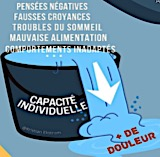 PENSÉES NÉGATIVES
FAUSSES CROYANCES
TROUBLES DU SOMMEIL
MAUVAISE ALIMENTATION
COMPORTEMENTS INADAPTÉS
CAPACITÉ
INDIVIDUELLE
+ DE
DOULEUR